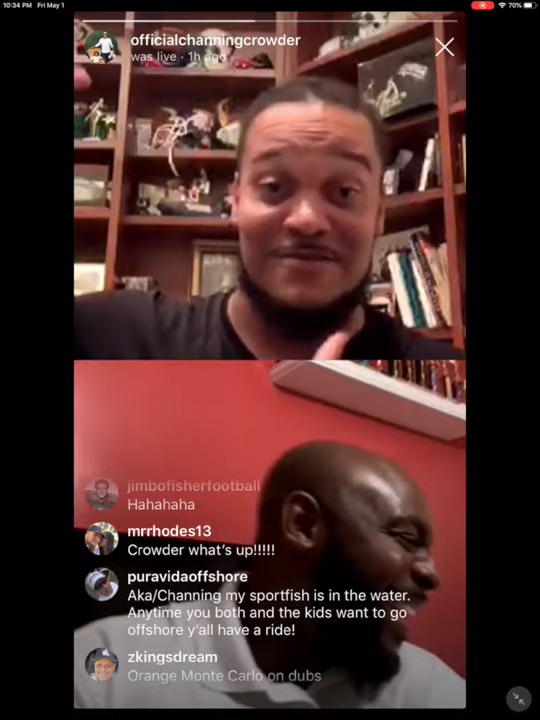 10:34 PM Fri May 1
70%
officialchanningcrowder
was live · 1h ago
jimbofisherfootball
Hahahaha
mrrhodes13
Crowder what's up!!!!!
puravidaoffshore
Aka/Channing my sportfish is in the water.
Anytime you both and the kids want to go
offshore y'all have a ride!
zkingsdream
Orange Monte Carlo on dubs